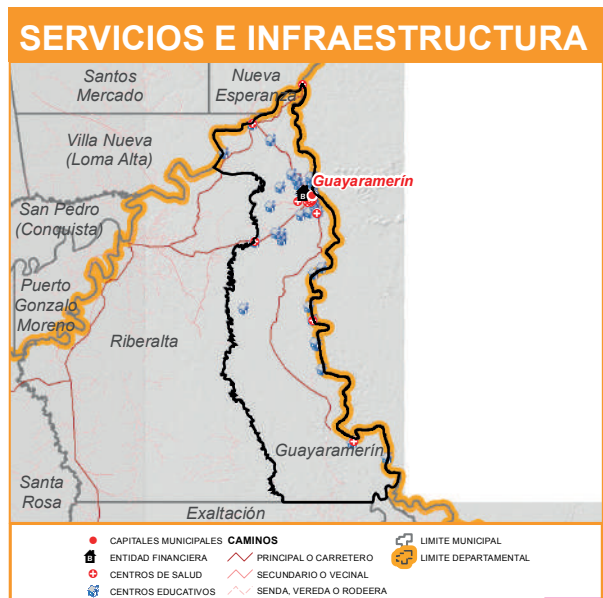 SERVICIOS E INFRAESTRUCTURA
Santos
Mercado
Nueva
Esperanza
Villa Nueva
(Loma Alta)
Guayaramerín
B
San Pedro
(Conquista)
Puerto
Gonzalo
Moreno
Riberalta
Guayaramerín
Santa
Rosa
Exaltación
CAPITALES MUNICIPALES
B ENTIDAD FINANCIERA
CENTROS DE SALUD
CENTROS EDUCATIVOS
CAMINOS
PRINCIPAL O CARRETERO
SECUNDARIO O VECINAL
SENDA, VEREDA O RODEERA
LIMITE MUNICIPAL
LIMITE DEPARTAMENTAL